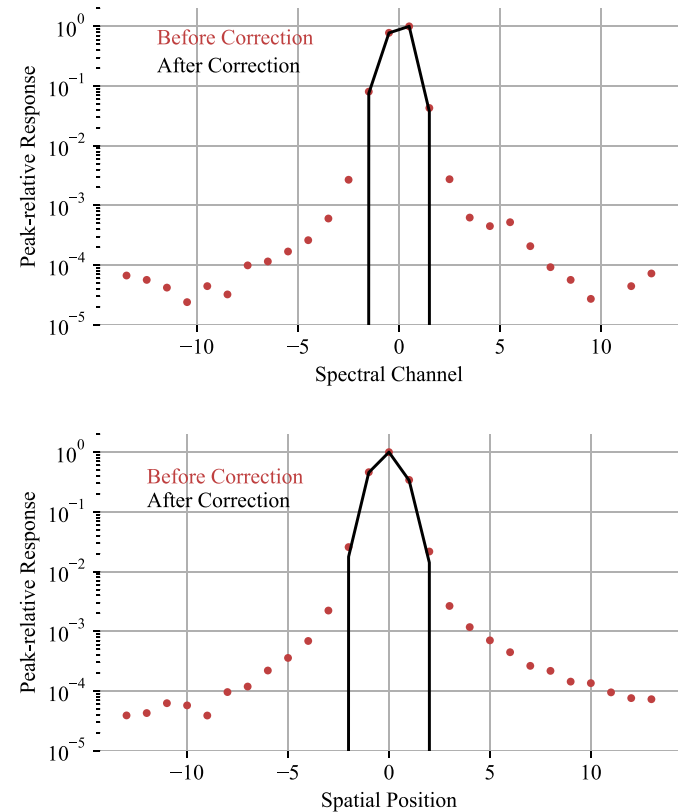 10^0
10^-1
10^-2
10^-3
10^-4
10^-5
Peak-relative Response
Before Correction
After Correction
−10 −5 0 5 10
Spectral Channel
10^0
10^-1
10^-2
10^-3
10^-4
10^-5
Peak-relative Response
Before Correction
After Correction
−10 −5 0 5 10
Spatial Position